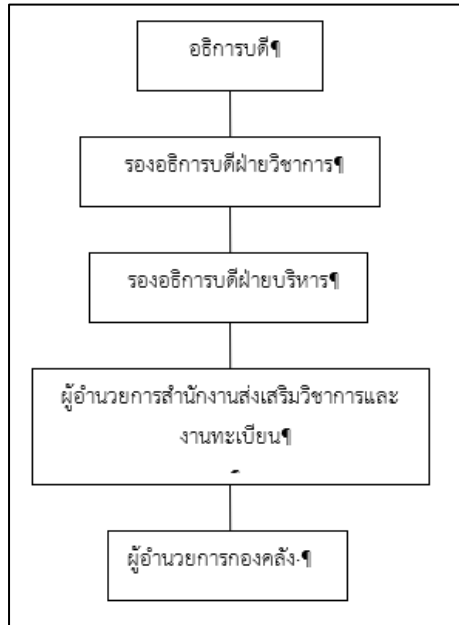 อธิการบดี¶
รองอธิการบดีฝ่ายวิชาการ¶
รองอธิการบดีฝ่ายบริหาร¶
ผู้อำนวยการสำนักงานส่งเสริมวิชาการและ
งานทะเบียน¶
¶
ผู้อำนวยการกองคลัง·¶